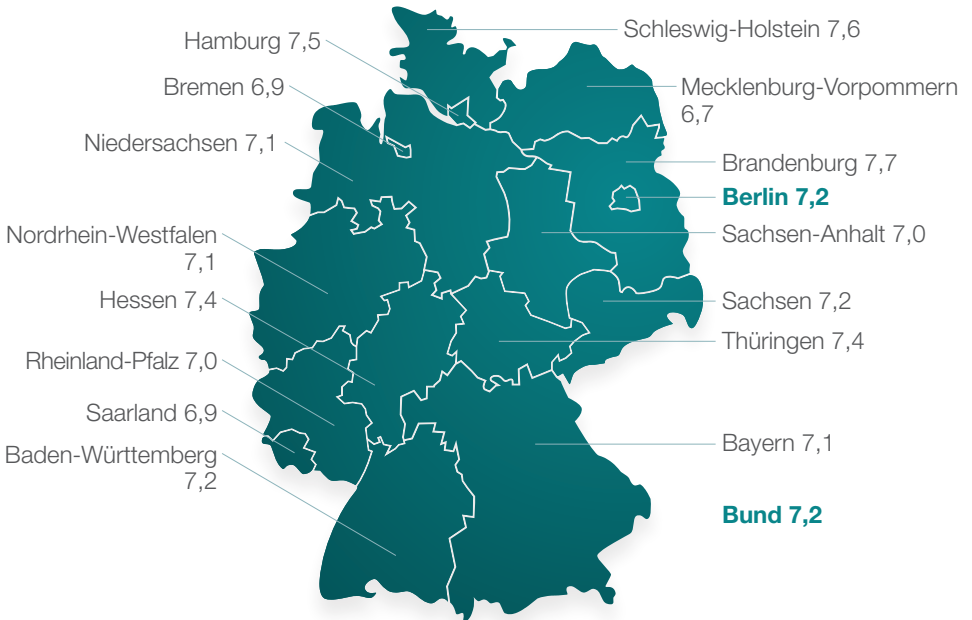 Schleswig-Holstein 7,6
Hamburg 7,5
Bremen 6,9
Mecklenburg-Vorpommern
6,7
Niedersachsen 7,1
Brandenburg 7,7
Berlin 7,2
Nordrhein-Westfalen
7,1
Sachsen-Anhalt 7,0
Hessen 7,4
Sachsen 7,2
Thüringen 7,4
Rheinland-Pfalz 7,0
Saarland 6,9
Bayern 7,1
Baden-Württemberg
7,2
Bund 7,2